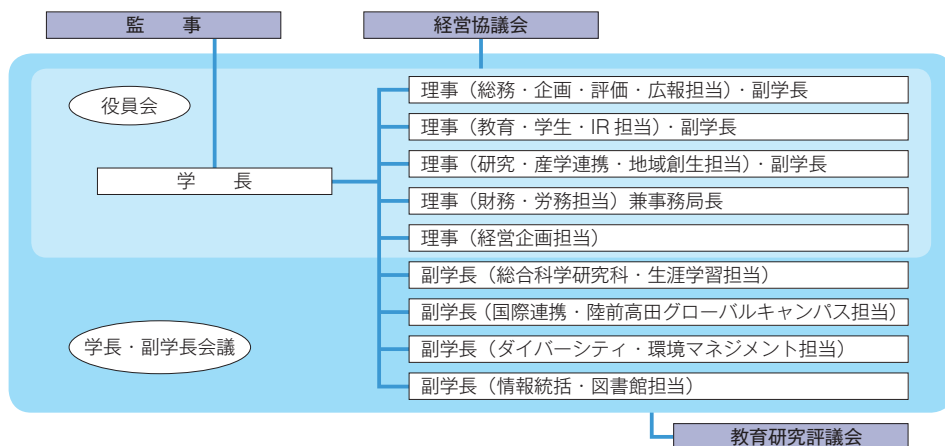 監　事
経営協議会
役員会
理事（総務・企画・評価・広報担当）・副学長
理事（教育・学生・IR 担当）・副学長
理事（研究・産学連携・地域創生担当）・副学長
学　長
理事（財務・労務担当）兼事務局長
理事（経営企画担当）
副学長（総合科学研究科・生涯学習担当）
副学長（国際連携・陸前高田グローバルキャンパス担当）
学長・副学長会議
副学長（ダイバーシティ・環境マネジメント担当）
副学長（情報統括・図書館担当）
教育研究評議会